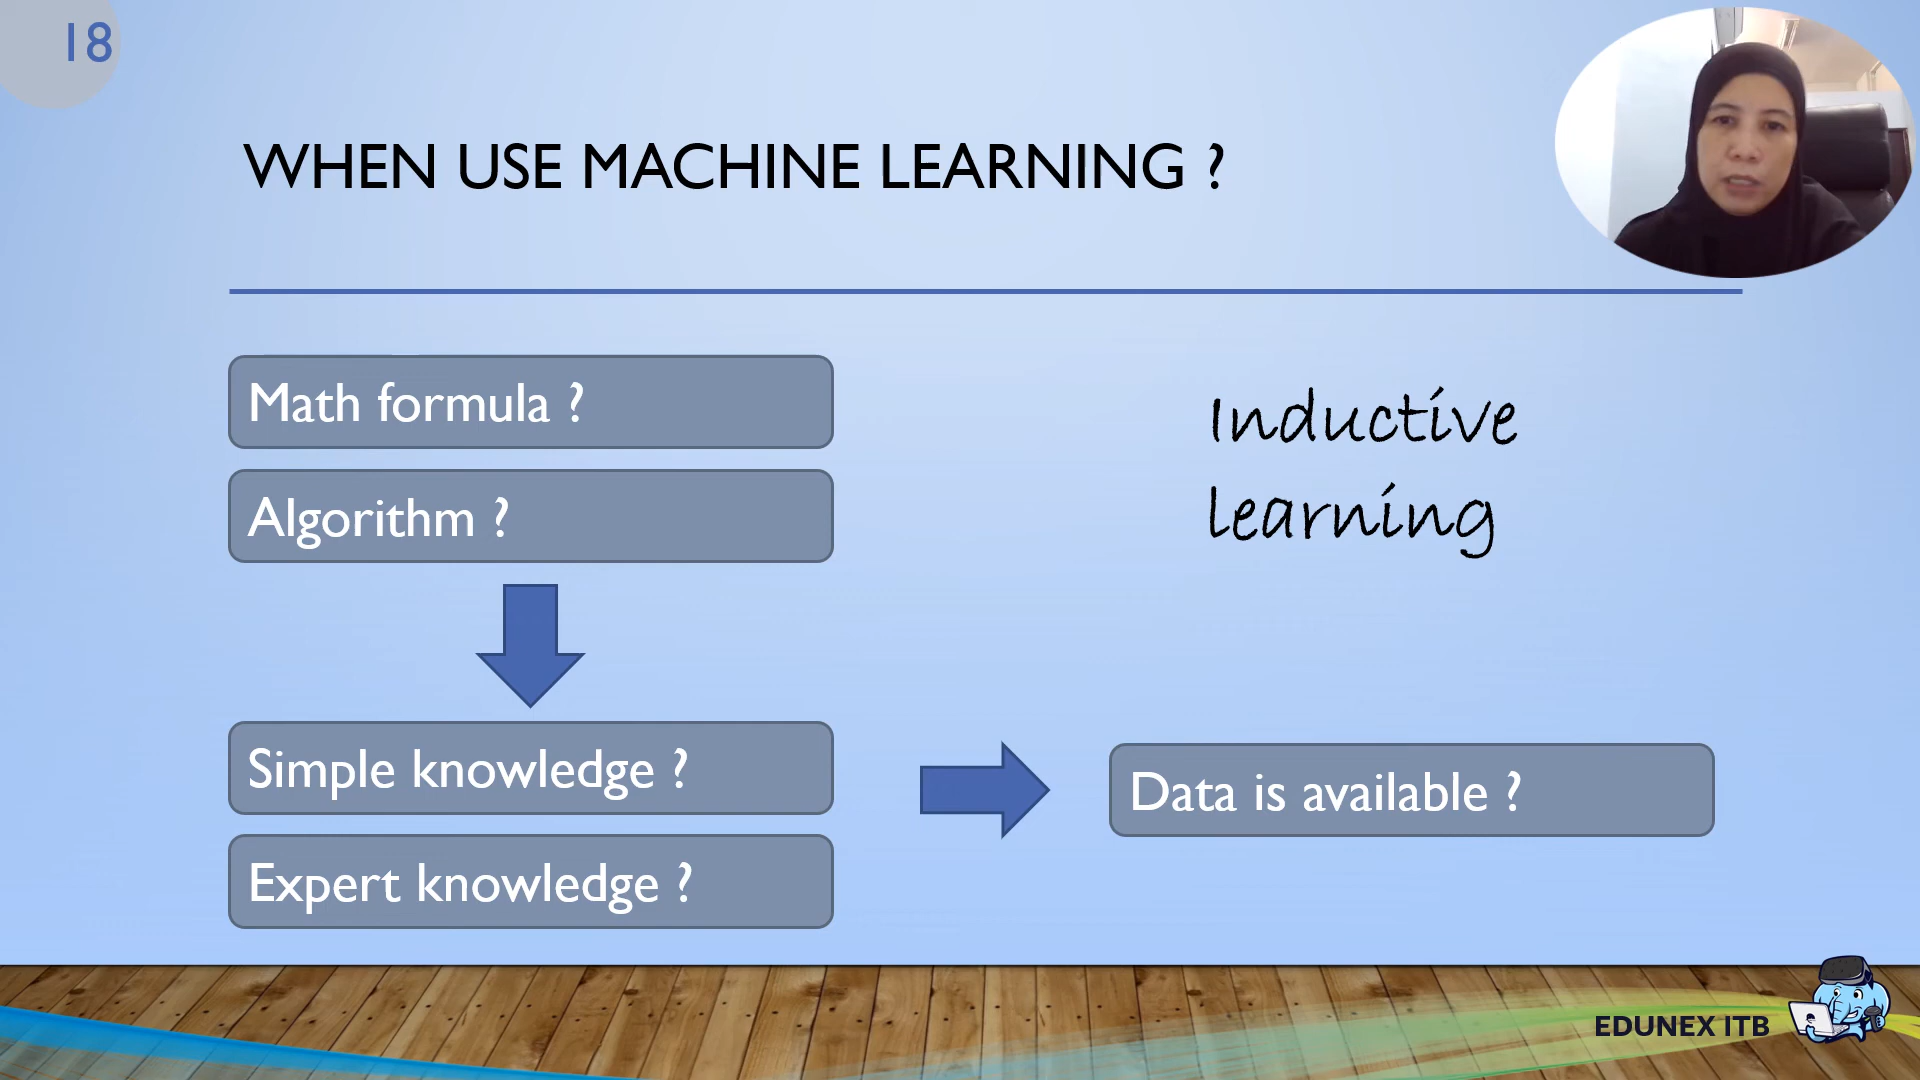 18
WHEN USE MACHINE LEARNING ?
Math formula ?
Algorithm ?
Inductive
learning
Simple knowledge ?
Expert knowledge ?
Data is available ?
EDUNEX ITB